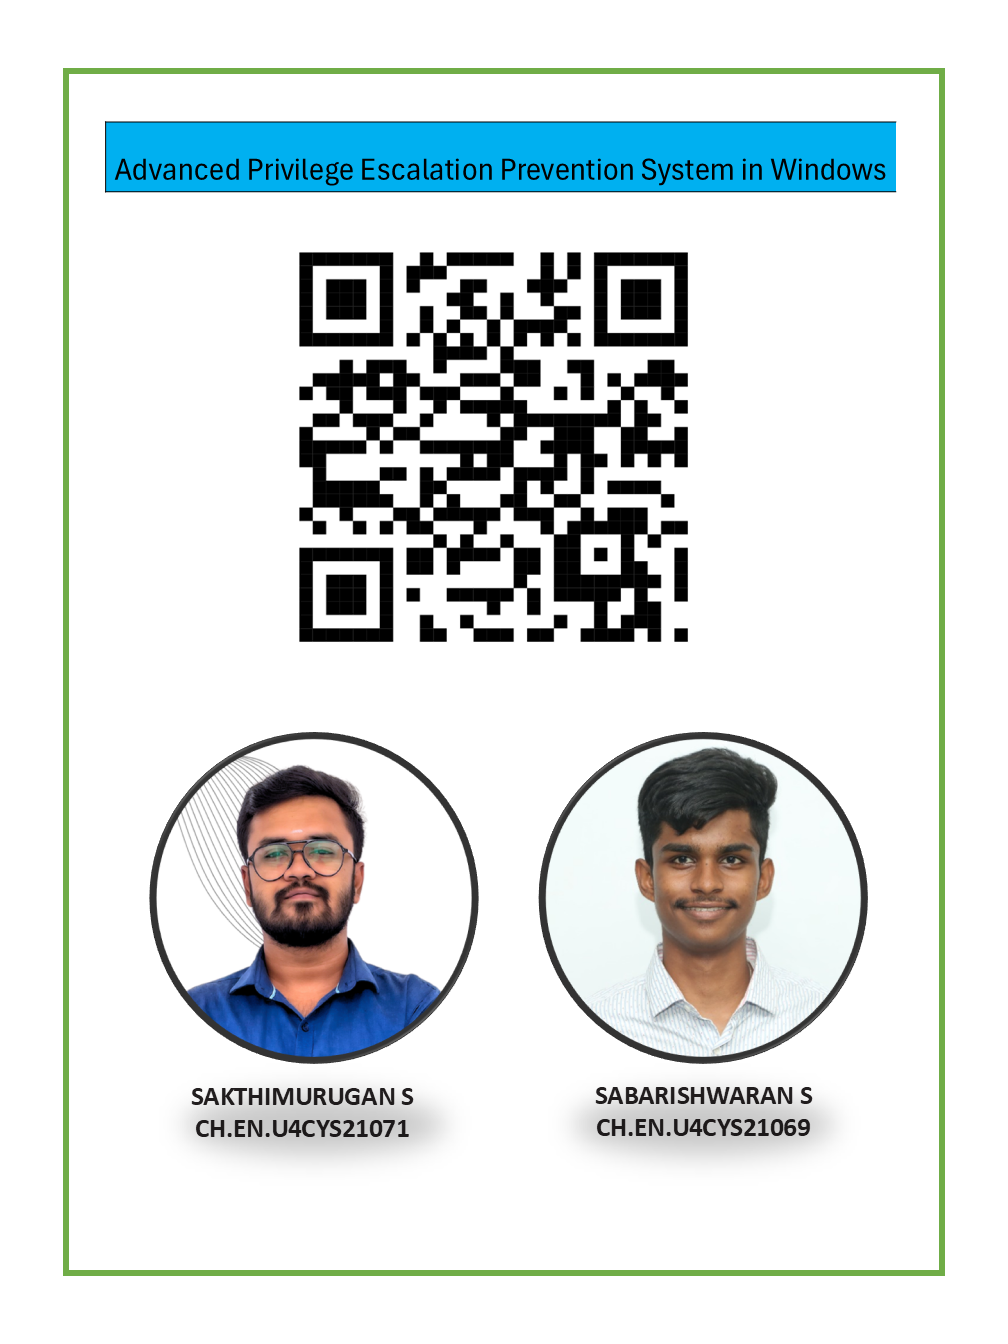 Advanced Privilege Escalation Prevention System in Windows
SAKTHIMURUGAN S
CH.EN.U4CYS21071
SABARISHWARAN S
CH.EN.U4CYS21069